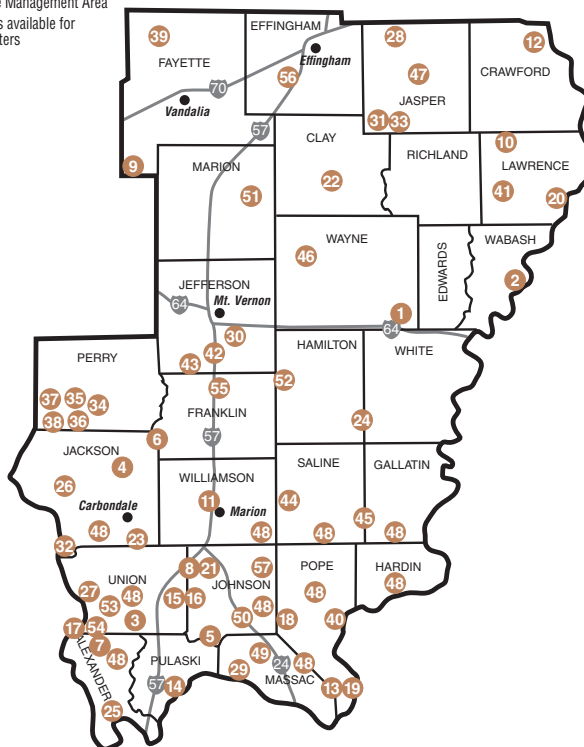 Management Area
available for
EFFINGHAM
39
28
12
FAYETTE
Effingham
CRAWFORD
56
47
70
JASPER
Vandalia
31 33
57
CLAY
10
RICHLAND
LAWRENCE
9
MARION
22
41
51
20
WAYNE
WABASH
46
EDWARDS
2
JEFFERSON
64
Mt. Vernon
1
64
30
HAMILTON
WHITE
PERRY
42
43
52
55
37 35 34
FRANKLIN
38 36
24
6
57
JACKSON
4
SALINE
GALLATIN
WILLIAMSON
26
11
44
Carbondale
Marion
45
48
23
48
48
48
32
UNION
8 21
57
POPE
HARDIN
JOHNSON
27
48
15 16
48
48
53
48
3
50
18
40
17 54
5
7
ALEXANDER
48
PULASKI
49
24
48
29
MASSAC
57 14
13 19
25